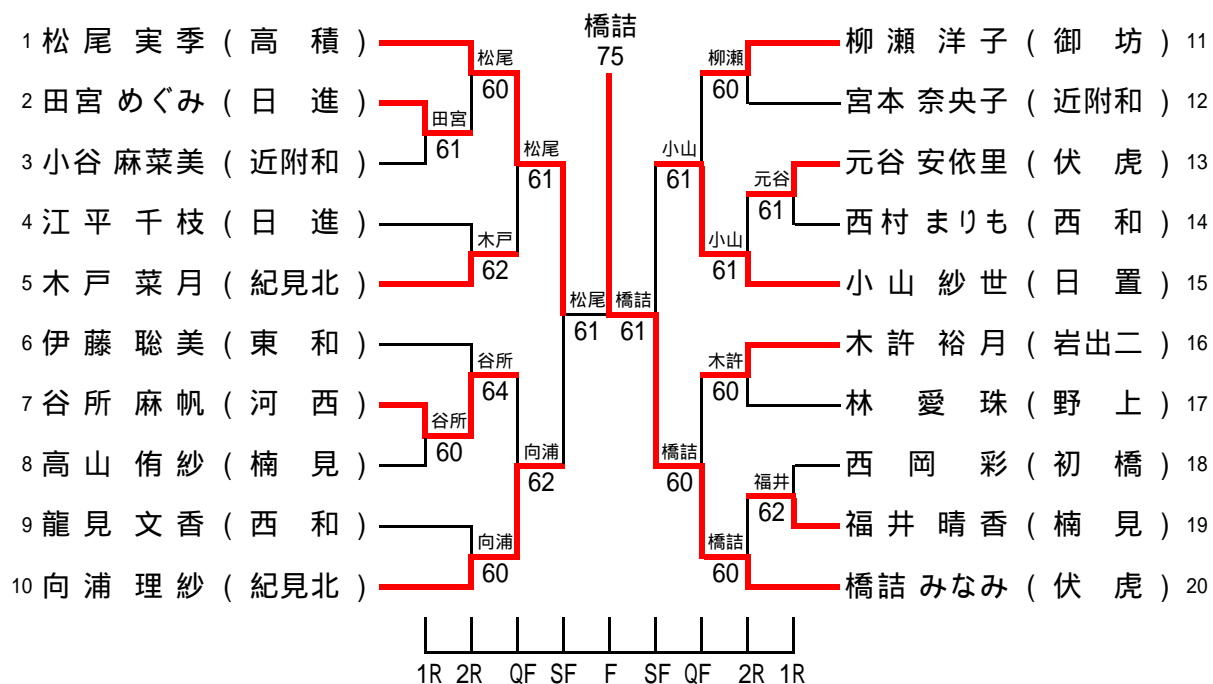 橋詰
75
1 松尾 実季 ( 高 積 )
2 田宮 めぐみ ( 日 進 )
3 小谷 麻菜美 ( 近附和 )
4 江平 千枝 ( 日 進 )
5 木戸 菜月 ( 紀見北 )
6 伊藤 聡美 ( 東 和 )
7 谷所 麻帆 ( 河 西 )
8 高山 侑紗 ( 楠 見 )
9 龍見 文香 ( 西 和 )
10 向浦 理紗 ( 紀見北 )
田宮
61
谷所
60
松尾
60
木戸
62
谷所
64
向浦
60
松尾
61
向浦
62
松尾
61
橋詰
61
小山
61
橋詰
60
柳瀬
60
小山
61
木許
60
橋詰
60
元谷
61
福井
62
柳瀬 洋子 ( 御 坊 ) 11
宮本 奈央子 ( 近附和 ) 12
元谷 安依里 ( 伏 虎 ) 13
西村 まりも ( 西 和 ) 14
小山 紗世 ( 日 置 ) 15
木許 裕月 ( 岩出二 ) 16
林 愛珠 ( 野 上 ) 17
西岡 彩 ( 初 橋 ) 18
福井 晴香 ( 楠 見 ) 19
橋詰 みなみ ( 伏 虎 ) 20
1R 2R QF SF F SF QF 2R 1R